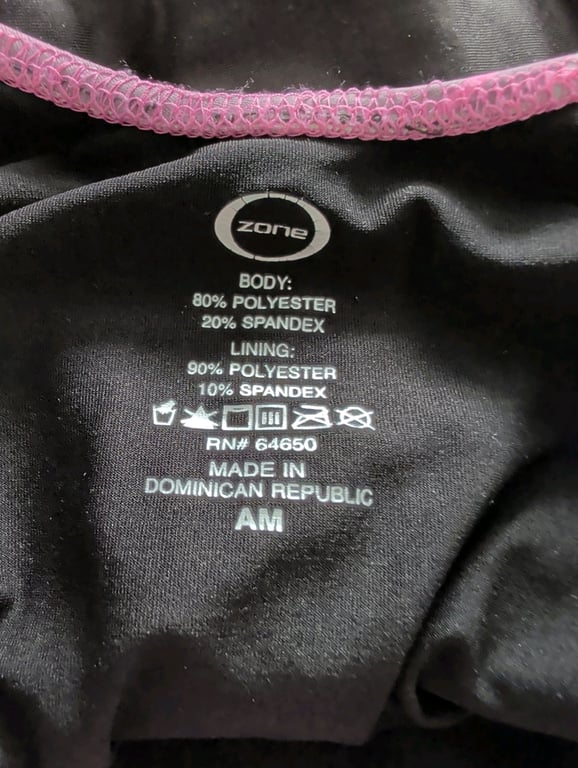 zone
BODY:
80% POLYESTER
20% SPANDEX
LINING:
90% POLYESTER
10% SPANDEX
RN# 64650
MADE IN
DOMINICAN REPUBLIC
AM